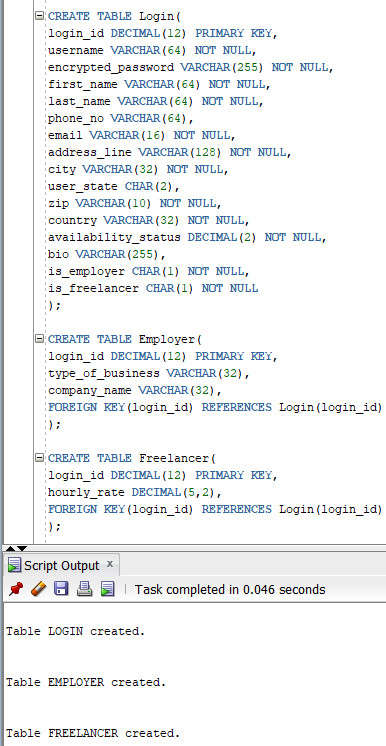 CREATE TABLE Login(
login_id DECIMAL(12) PRIMARY KEY,
username VARCHAR(64) NOT NULL,
encrypted_password VARCHAR(255) NOT NULL,
first_name VARCHAR(64) NOT NULL,
last_name VARCHAR(64) NOT NULL,
phone_no VARCHAR(64),
email VARCHAR(16) NOT NULL,
address_line VARCHAR(128) NOT NULL,
city VARCHAR(32) NOT NULL,
user_state CHAR(2),
zip VARCHAR(10) NOT NULL,
country VARCHAR(32) NOT NULL,
availability_status DECIMAL(2) NOT NULL,
bio VARCHAR(255),
is_employer CHAR(1) NOT NULL,
is_freelancer CHAR(1) NOT NULL
);
CREATE TABLE Employer(
login_id DECIMAL(12) PRIMARY KEY,
type_of_business VARCHAR(32),
company_name VARCHAR(32),
FOREIGN KEY(login_id) REFERENCES Login(login_id)
);
CREATE TABLE Freelancer(
login_id DECIMAL(12) PRIMARY KEY,
hourly_rate DECIMAL(5,2),
FOREIGN KEY(login_id) REFERENCES Login(login_id)
);
Script Output x
Task completed in 0.046 seconds
Table LOGIN created.
Table EMPLOYER created.
Table FREELANCER created.